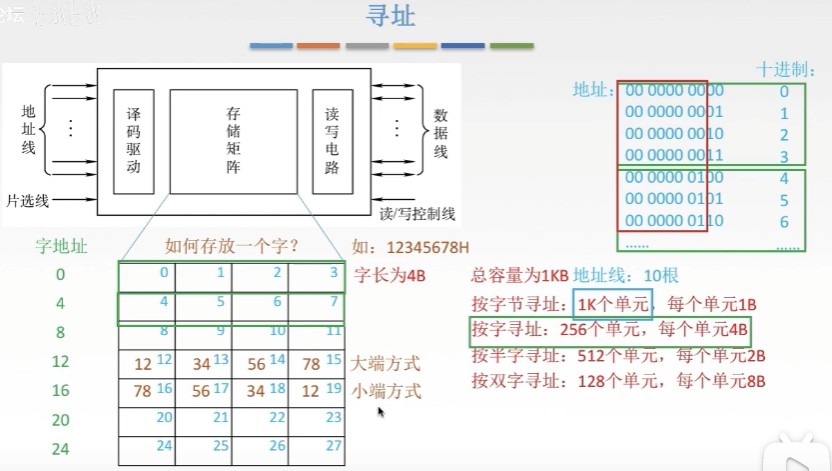 寻址
地址线
译码驱动
存储矩阵
读写电路
数据线
片选线
读/写控制线
十进制:
地址:
00 0000 0000 0
00 0000 0001 1
00 0000 0010 2
00 0000 0011 3
00 0000 0100 4
00 0000 0101 5
00 0000 0110 6
...... ......
字地址 如何存放一个字? 如: 12345678H
0 0 1 2 3 字长为4B
4 4 5 6 7
8 8 9 10 11
12 12 12 34 13 56 14 78 15 大端方式
16 78 16 56 17 34 18 12 19 小端方式
20 20 21 22 23
24 24 25 26 27
总容量为1KB 地址线: 10根
按字节寻址: 1K个单元, 每个单元1B
按字寻址: 256个单元, 每个单元4B
按半字寻址: 512个单元, 每个单元2B
按双字寻址: 128个单元, 每个单元8B